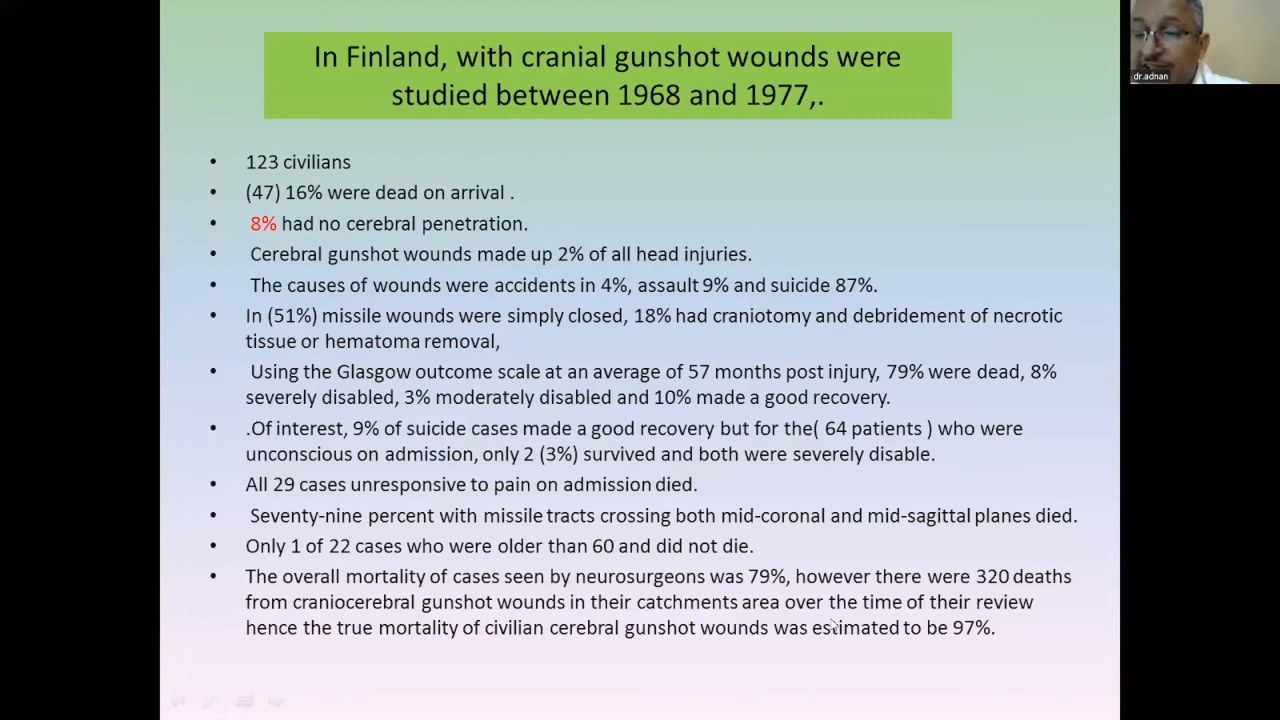 In Finland, with cranial gunshot wounds were
studied between 1968 and 1977,.
dr.adnan
• 123 civilians
• (47) 16% were dead on arrival .
• 8% had no cerebral penetration.
• Cerebral gunshot wounds made up 2% of all head injuries.
• The causes of wounds were accidents in 4%, assault 9% and suicide 87%.
• In (51%) missile wounds were simply closed, 18% had craniotomy and debridement of necrotic
tissue or hematoma removal,
• Using the Glasgow outcome scale at an average of 57 months post injury, 79% were dead, 8%
severely disabled, 3% moderately disabled and 10% made a good recovery.
• .Of interest, 9% of suicide cases made a good recovery but for the( 64 patients ) who were
unconscious on admission, only 2 (3%) survived and both were severely disable.
• All 29 cases unresponsive to pain on admission died.
• Seventy-nine percent with missile tracts crossing both mid-coronal and mid-sagittal planes died.
• Only 1 of 22 cases who were older than 60 and did not die.
• The overall mortality of cases seen by neurosurgeons was 79%, however there were 320 deaths
from craniocerebral gunshot wounds in their catchments area over the time of their review
hence the true mortality of civilian cerebral gunshot wounds was estimated to be 97%.